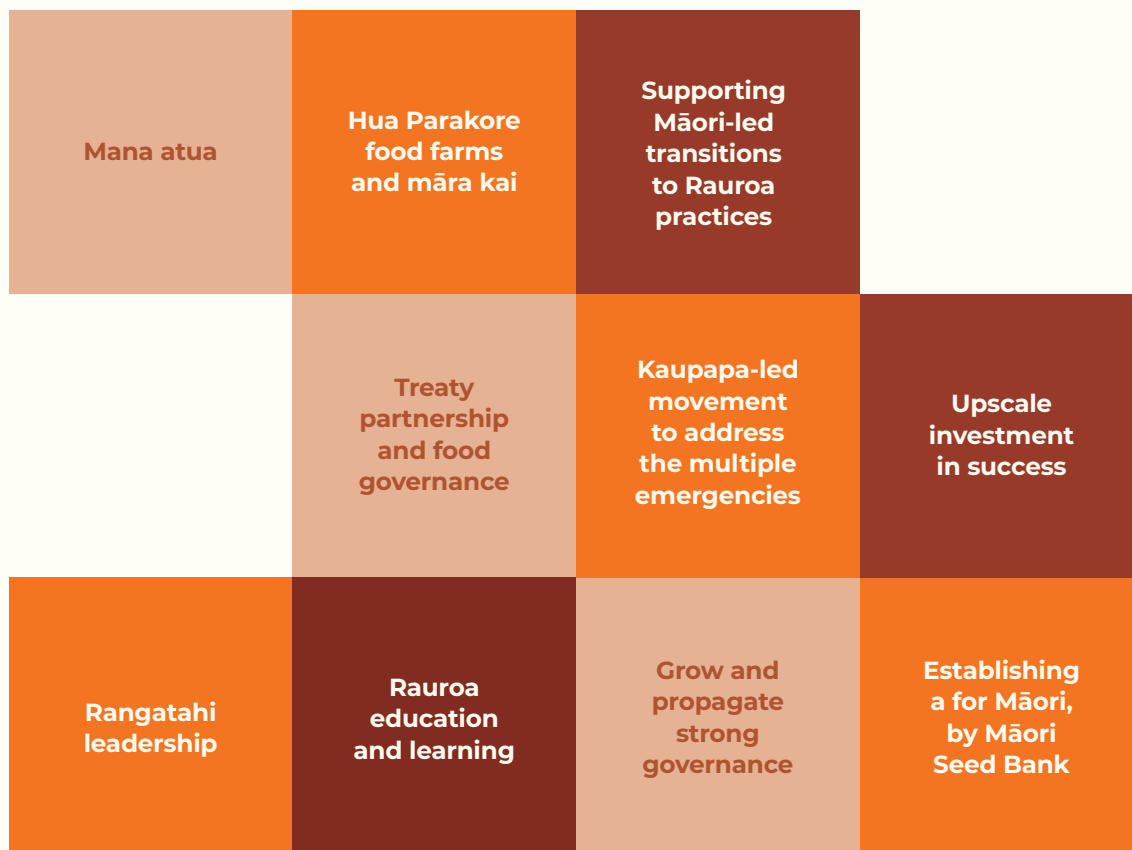 Mana atua
Hua Parakore
food farms
and māra kai
Supporting
Māori-led
transitions
to Rauroa
practices
Treaty
partnership
and food
governance
Kaupapa-led
movement
to address
the multiple
emergencies
Upscale
investment
in success
Rangatahi
leadership
Rauroa
education
and learning
Grow and
propagate
strong
governance
Establishing
a for Māori,
by Māori
Seed Bank